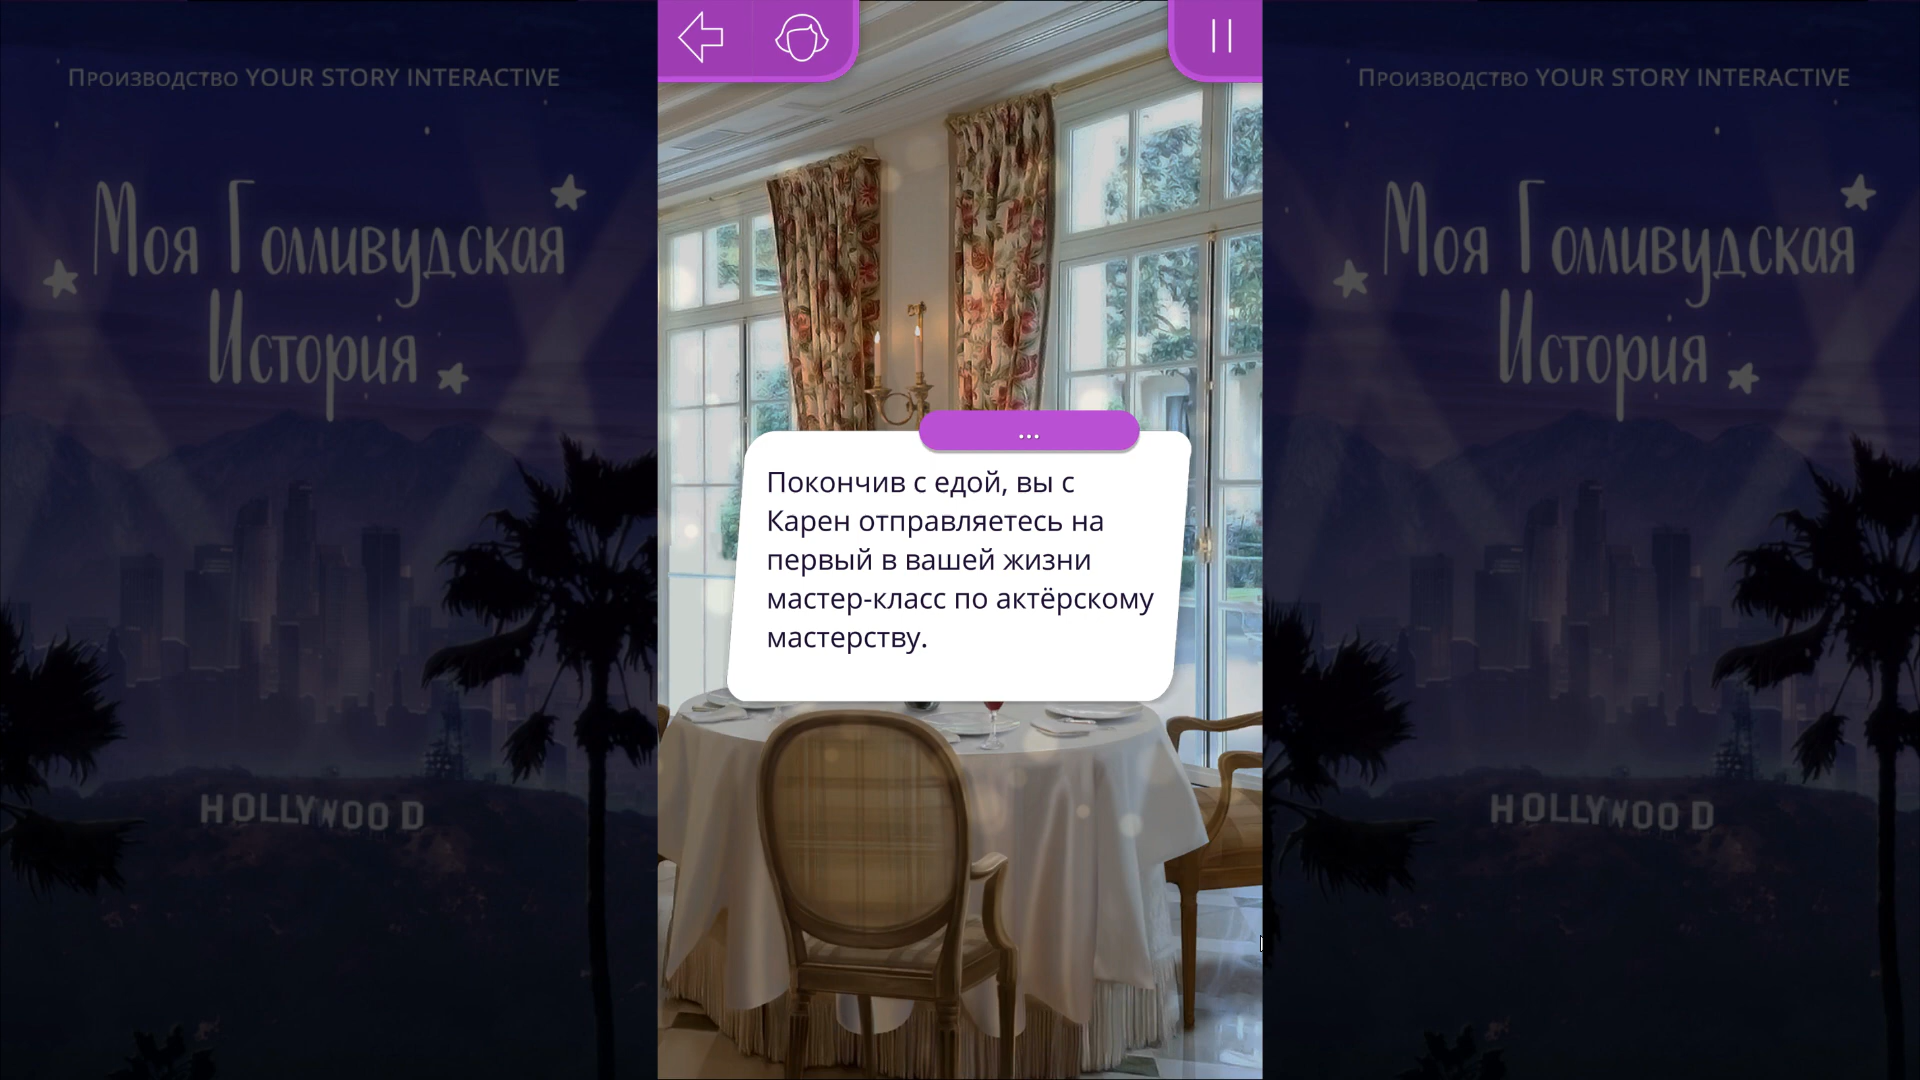 Производство YOUR STORY INTERACTIVE
Моя Голливудская
История
HOLLYWOOD
...
Покончив с едой, вы с
Карен отправляетесь на
первый в вашей жизни
мастер-класс по актёрскому
мастерству.
Производство YOUR STORY INTERACTIVE
Моя Голливудская
История
HOLLYWOOD